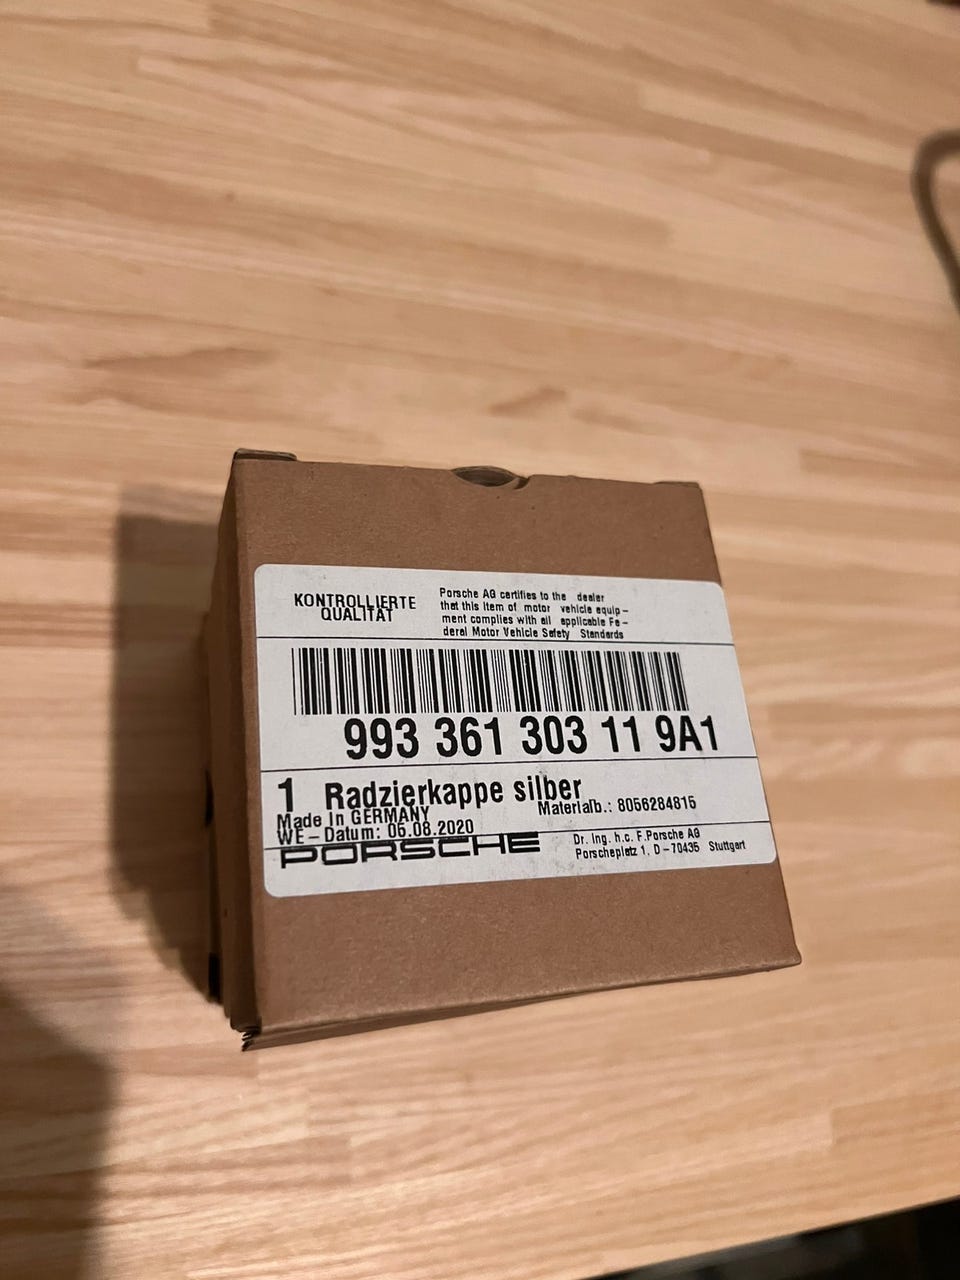 KONTROLLIERTE
QUALITÄT
Porsche AG certifies to the dealer
that this item of motor vehicle equip-
ment complies with all applicable Fe-
deral Motor Vehicle Safety Standards
993 361 303 11 9A1
1 Radzierkappe silber
Made in GERMANY
Materialb.: 8056284815
WE-Datum: 06.08.2020
PORSCHE
Dr. Ing. h.c. F.Porsche AG
Porscheplatz 1, D-70435 Stuttgart